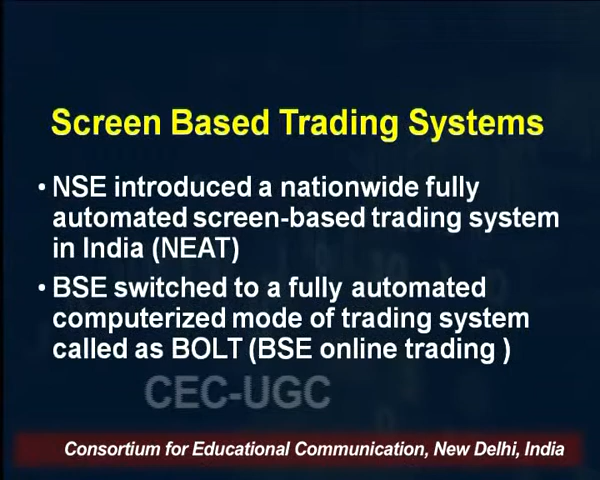 Screen Based Trading Systems
• NSE introduced a nationwide fully
automated screen-based trading system
in India (NEAT)
• BSE switched to a fully automated
computerized mode of trading system
called as BOLT (BSE online trading )
CEC-UGC
Consortium for Educational Communication, New Delhi, India